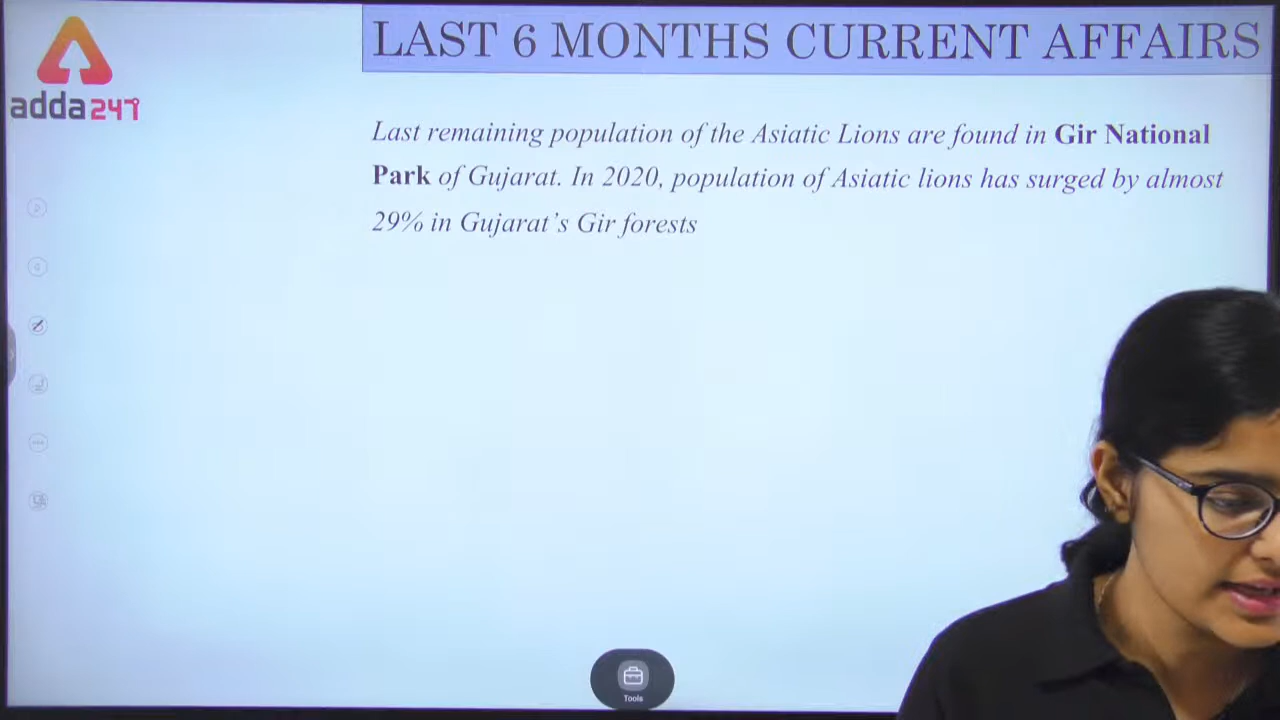 LAST 6 MONTHS CURRENT AFFAIRS
adda247
Last remaining population of the Asiatic Lions are found in Gir National
Park of Gujarat. In 2020, population of Asiatic lions has surged by almost
29% in Gujarat's Gir forests
Tools